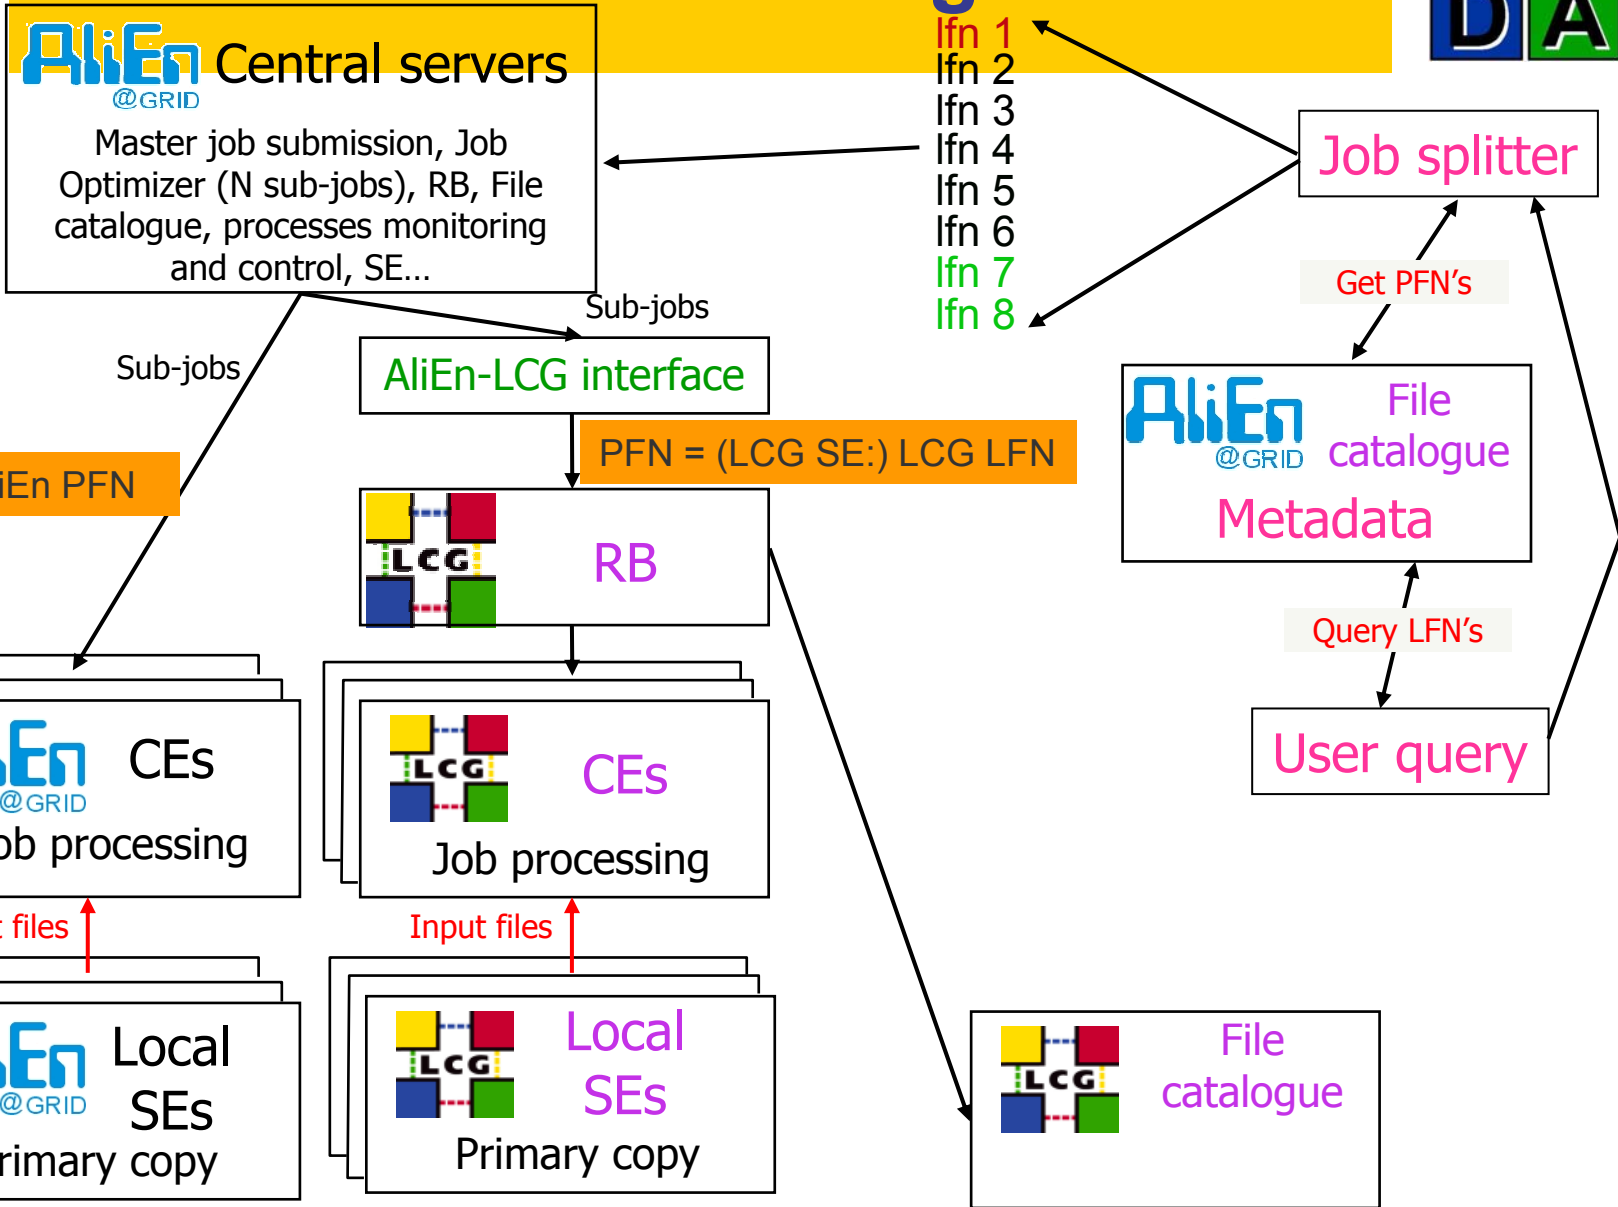 AliEn
@GRID
Central servers
Master job submission, Job
Optimizer (N sub-jobs), RB, File
catalogue, processes monitoring
and control, SE...
lfn 1
lfn 2
lfn 3
lfn 4
lfn 5
lfn 6
lfn 7
lfn 8
D A
Job splitter
Get PFN's
AliEn
@GRID
File
catalogue
Metadata
Query LFN's
User query
Sub-jobs
Sub-jobs
AliEn-LCG interface
PFN = (LCG SE:) LCG LFN
iEn PFN
LCG
RB
En
@GRID
CEs
ob processing
LCG
CEs
Job processing
files
Input files
En
@GRID
Local
SEs
rimary copy
LCG
Local
SEs
Primary copy
LCG
File
catalogue